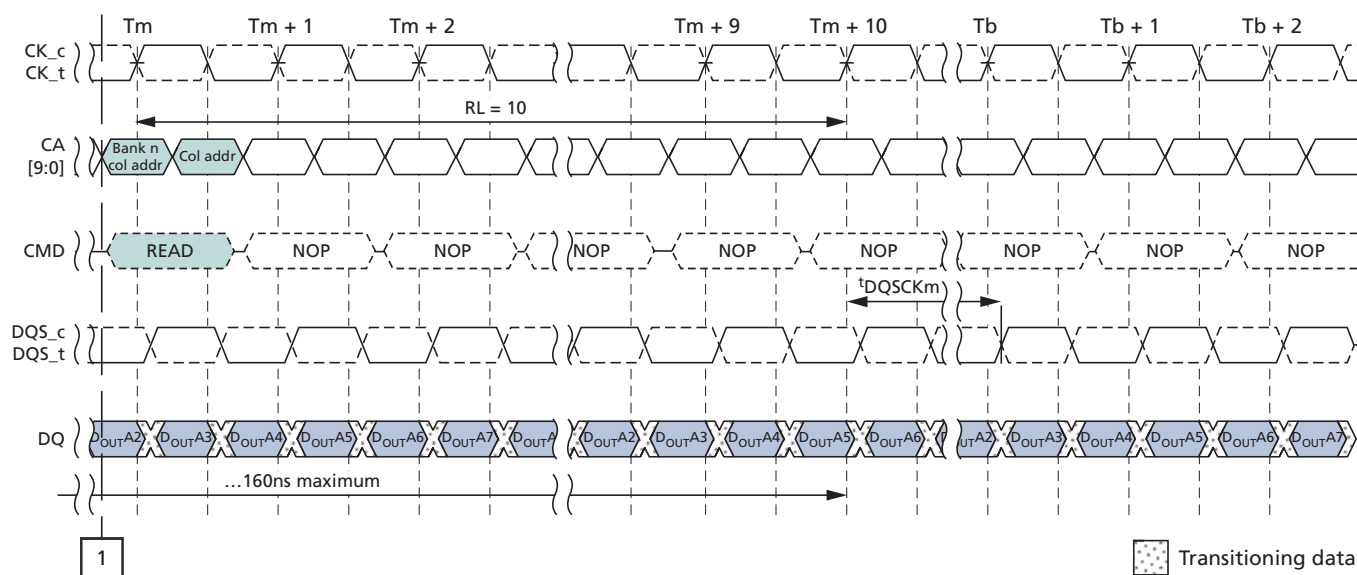 Tm Tm + 1 Tm + 2 Tm + 9 Tm + 10 Tb Tb + 1 Tb + 2
CK_c
CK_t
RL = 10
CA
[9:0]
Bank n
col addr
Col addr
CMD READ NOP NOP NOP NOP NOP NOP NOP NOP
tDQSCKm
DQS_c
DQS_t
DQ DOUTA2 DOUTA3 DOUTA4 DOUTA5 DOUTA6 DOUTA7 DOUTA DOUTA2 DOUTA3 DOUTA4 DOUTA5 DOUTA6 DOUTA2 DOUTA3 DOUTA4 DOUTA5 DOUTA6 DOUTA7
...160ns maximum
1
Transitioning data